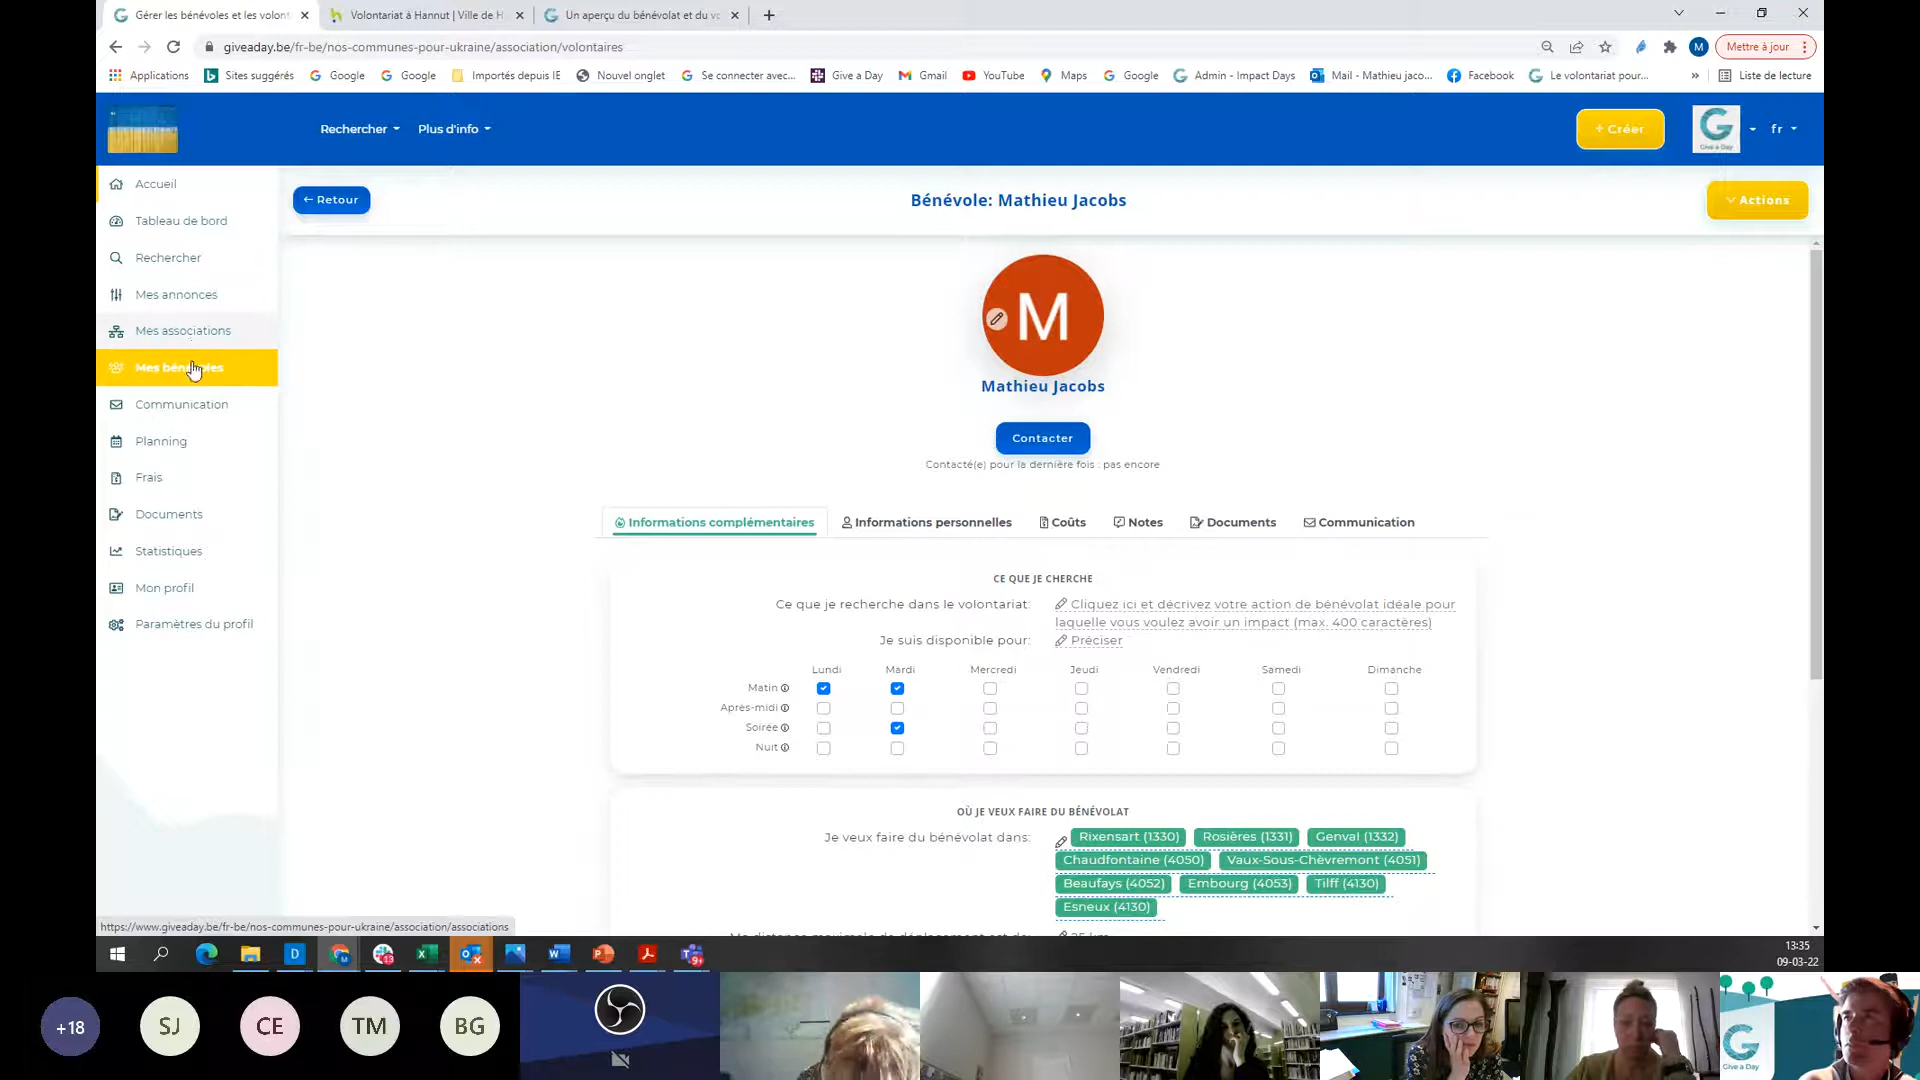 Gérer les bénévoles et les volont
Volontariat à Hannut | Ville de H
Un aperçu du bénévolat et du vo
giveaday.be/fr-be/nos-communes-pour-ukraine/association/volontaires
M
Mettre à jour
Applications
Sites suggérés
Google
Google
Importés depuis IE
Nouvel onglet
Se connecter avec...
Give a Day
Gmail
YouTube
Maps
Google
Admin - Impact Days
Mail - Mathieu jaco...
Facebook
Le volontariat pour...
»
Liste de lecture
Rechercher
Plus d'info
+ Créer
Give a Day
fr
Accueil
Tableau de bord
Rechercher
Mes annonces
Mes associations
Mes bénévoles
Communication
Planning
Frais
Documents
Statistiques
Mon profil
Paramètres du profil
← Retour
Bénévole: Mathieu Jacobs
Actions
M
Mathieu Jacobs
Contacter
Contacté(e) pour la dernière fois : pas encore
Informations complémentaires
Informations personnelles
Coûts
Notes
Documents
Communication
CE QUE JE CHERCHE
Ce que je recherche dans le volontariat:
Cliquez ici et décrivez votre action de bénévolat idéale pour
laquelle vous voulez avoir un impact (max. 400 caractères)
Je suis disponible pour:
Préciser
Lundi Mardi Mercredi Jeudi Vendredi Samedi Dimanche
Matin
Après-midi
Soirée
Nuit
OÙ JE VEUX FAIRE DU BÉNÉVOLAT
Je veux faire du bénévolat dans:
Rixensart (1330) Rosières (1331) Genval (1332)
Chaudfontaine (4050) Vaux-Sous-Chèvremont (4051)
Beaufays (4052) Embourg (4053) Tilff (4130)
Esneux (4130)
https://www.giveaday.be/fr-be/nos-communes-pour-ukraine/association/associations
13:35
09-03-22
+18
SJ
CE
TM
BG
Give a Day